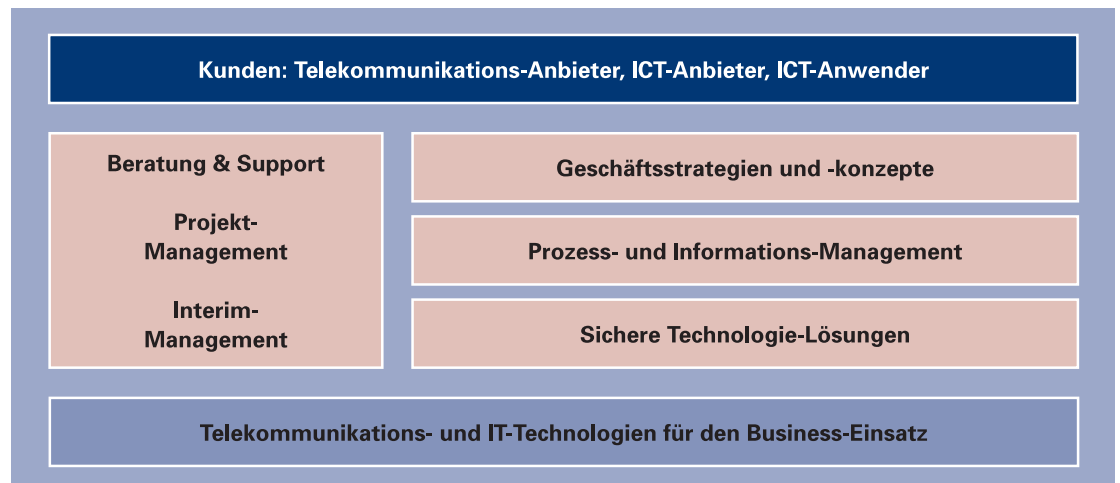 Kunden: Telekommunikations-Anbieter, ICT-Anbieter, ICT-Anwender
Beratung & Support
Projekt-
Management
Interim-
Management
Geschäftsstrategien und -konzepte
Prozess- und Informations-Management
Sichere Technologie-Lösungen
Telekommunikations- und IT-Technologien für den Business-Einsatz